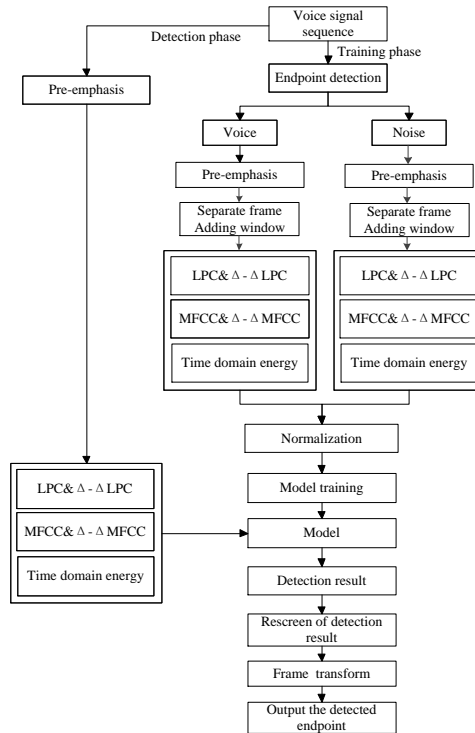 Voice signal
sequence
Detection phase
Training phase
Pre-emphasis
Endpoint detection
Voice
Noise
Pre-emphasis
Pre-emphasis
Separate frame
Adding window
Separate frame
Adding window
LPC& Δ - Δ LPC
MFCC& Δ - Δ MFCC
Time domain energy
LPC& Δ - Δ LPC
MFCC& Δ - Δ MFCC
Time domain energy
Normalization
LPC& Δ - Δ LPC
MFCC& Δ - Δ MFCC
Time domain energy
Model training
Model
Detection result
Rescreen of detection
result
Frame transform
Output the detected
endpoint